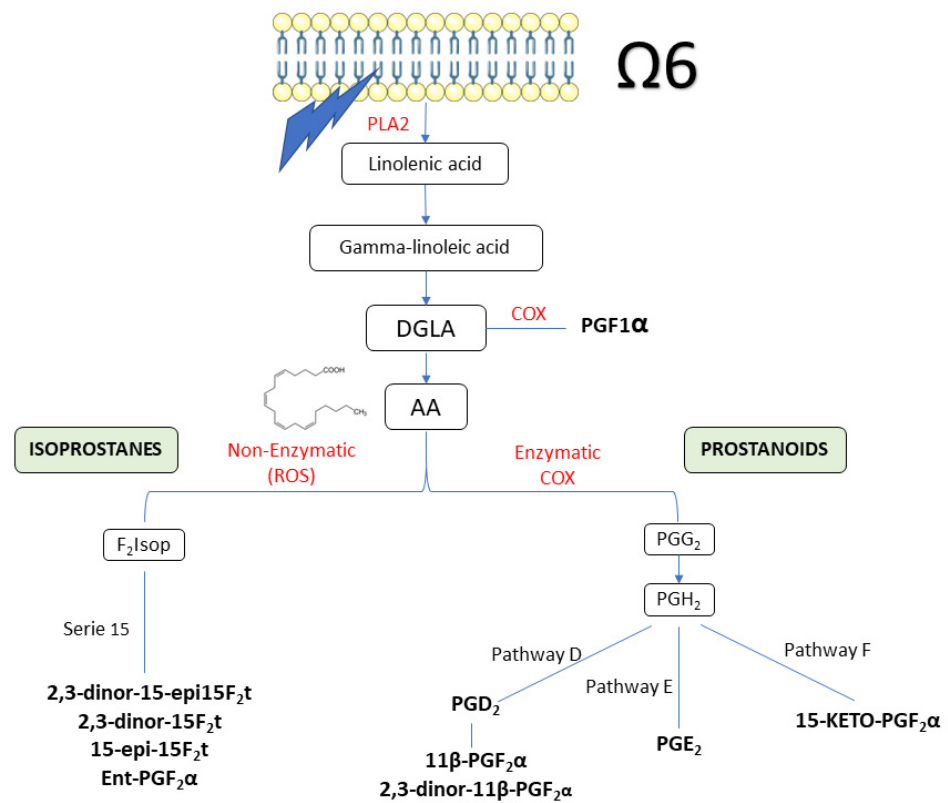 Ω6
PLA2
Linolenic acid
Gamma-linoleic acid
DGLA
COX
PGF1α
COOH
CH₃
AA
ISOPROSTANES
Non-Enzymatic
(ROS)
Enzymatic
COX
PROSTANOIDS
F₂Isop
PGG₂
PGH₂
Serie 15
Pathway D
Pathway E
Pathway F
2,3-dinor-15-epi15F₂t
2,3-dinor-15F₂t
15-epi-15F₂t
Ent-PGF₂α
PGD₂
11β-PGF₂α
2,3-dinor-11β-PGF₂α
PGE₂
15-KETO-PGF₂α